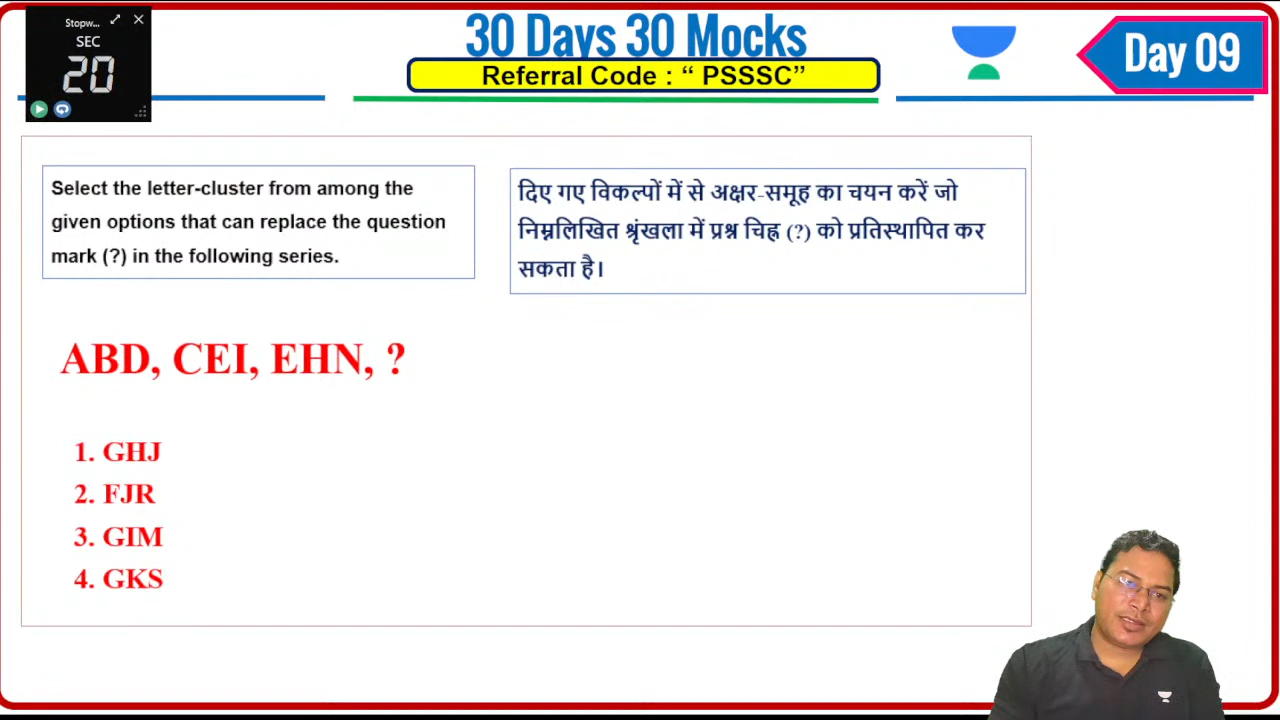 Stopw...
SEC
20
30 Days 30 Mocks
Referral Code : “ PSSSC”
Day 09
Select the letter-cluster from among the
given options that can replace the question
mark (?) in the following series.
दिए गए विकल्पों में से अक्षर-समूह का चयन करें जो
निम्नलिखित श्रृंखला में प्रश्न चिह्न (?) को प्रतिस्थापित कर
सकता है।
ABD, CEI, EHN, ?
1. GHJ
2. FJR
3. GIM
4. GKS